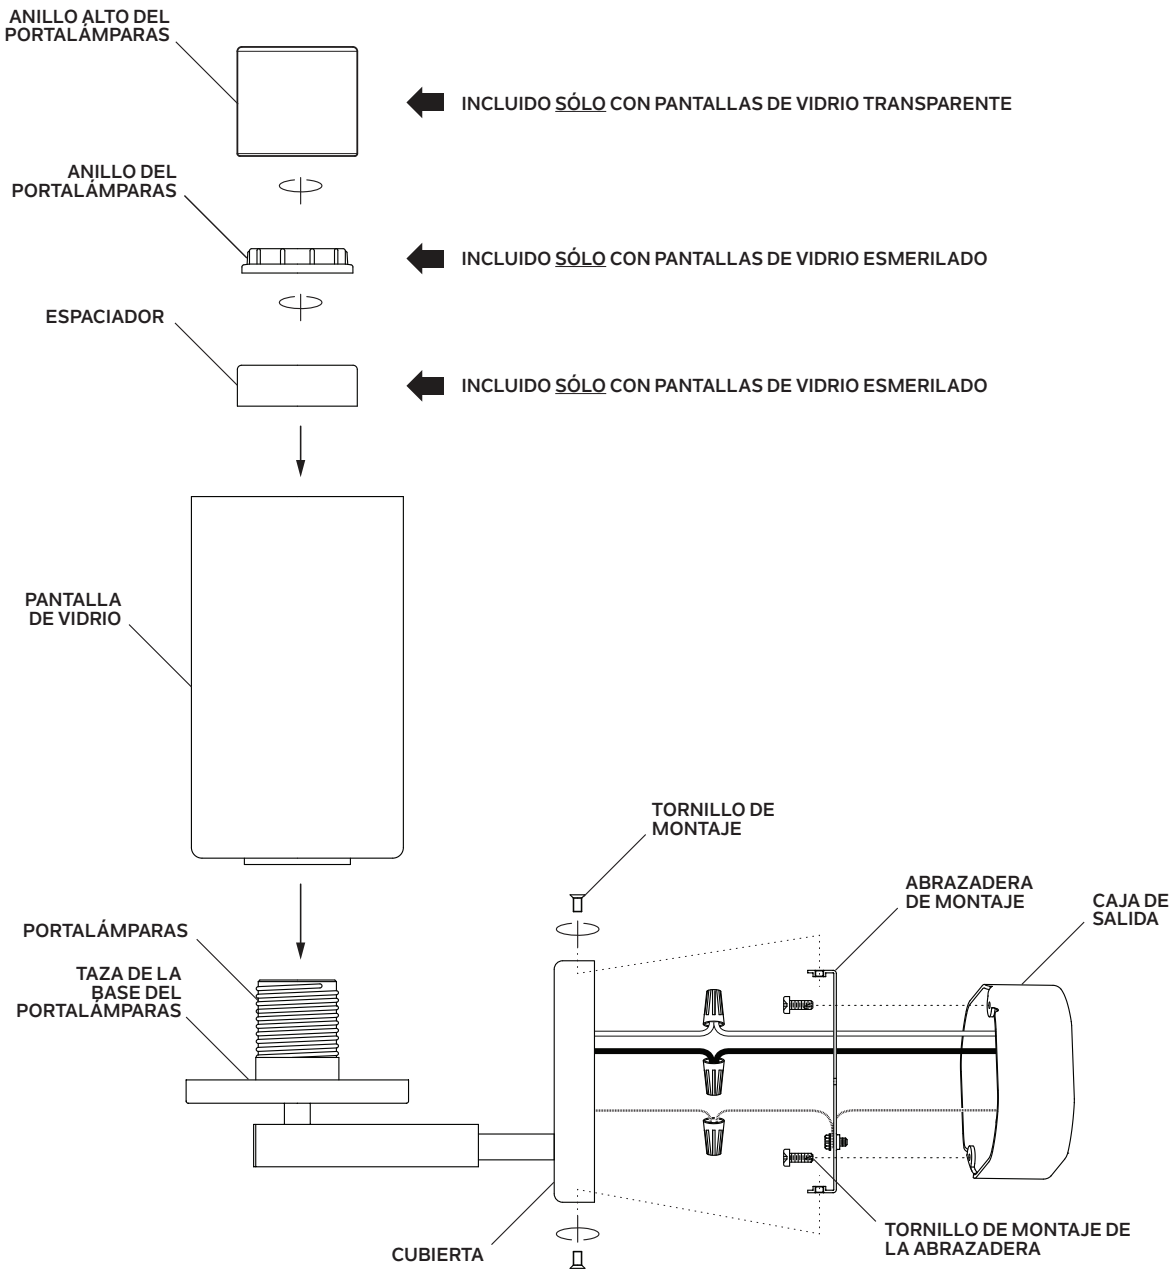 ANILLO ALTO DEL
PORTALÁMPARAS
INCLUIDO SÓLO CON PANTALLAS DE VIDRIO TRANSPARENTE
ANILLO DEL
PORTALÁMPARAS
INCLUIDO SÓLO CON PANTALLAS DE VIDRIO ESMERILADO
ESPACIADOR
INCLUIDO SÓLO CON PANTALLAS DE VIDRIO ESMERILADO
PANTALLA
DE VIDRIO
TORNILLO DE
MONTAJE
ABRAZADERA
DE MONTAJE
CAJA DE
SALIDA
PORTALÁMPARAS
TAZA DE LA
BASE DEL
PORTALÁMPARAS
TORNILLO DE MONTAJE DE
LA ABRAZADERA
CUBIERTA